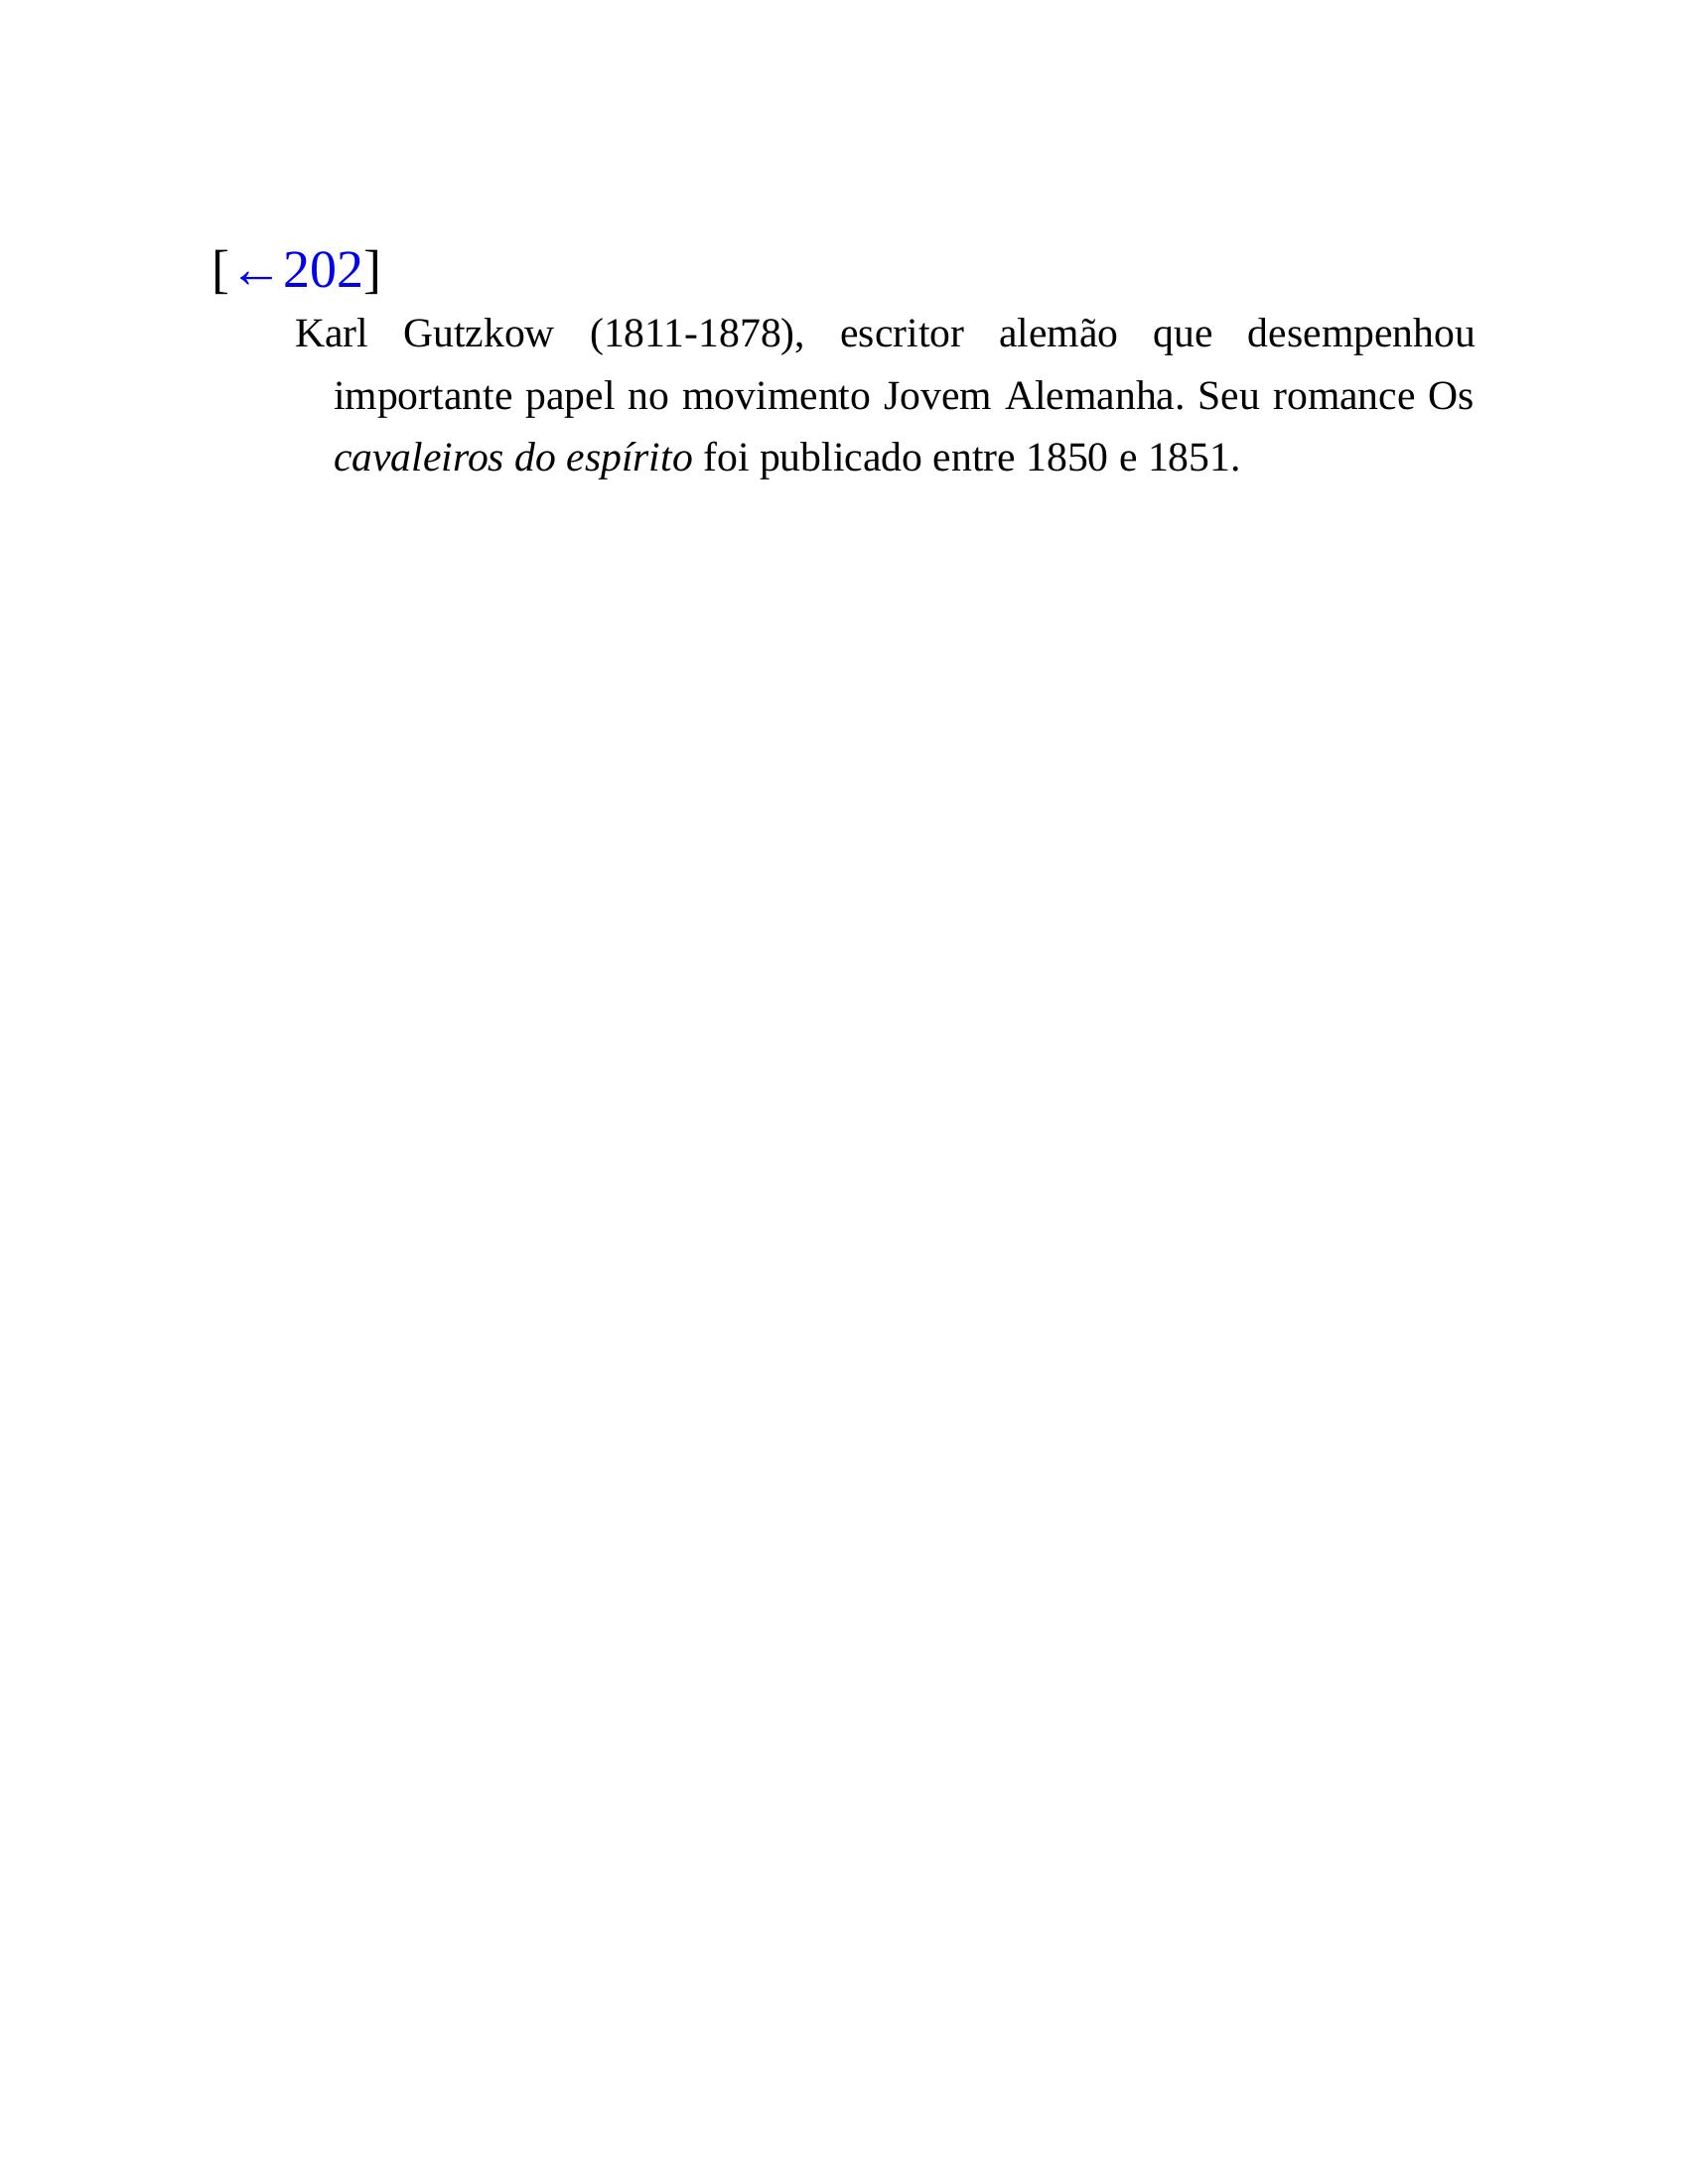 [←202]
Karl Gutzkow (1811-1878), escritor alemão que desempenhou
importante papel no movimento Jovem Alemanha. Seu romance Os
cavaleiros do espírito foi publicado entre 1850 e 1851.